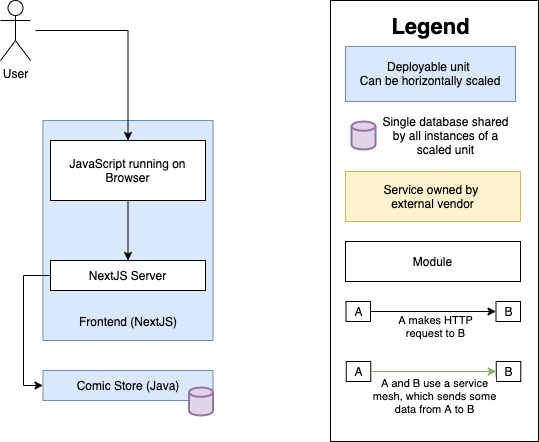 User
JavaScript running on
Browser
NextJS Server
Frontend (NextJS)
Comic Store (Java)
Legend
Deployable unit
Can be horizontally scaled
Single database shared
by all instances of a
scaled unit
Service owned by
external vendor
Module
A
B
A makes HTTP
request to B
A
B
A and B use a service
mesh, which sends some
data from A to B